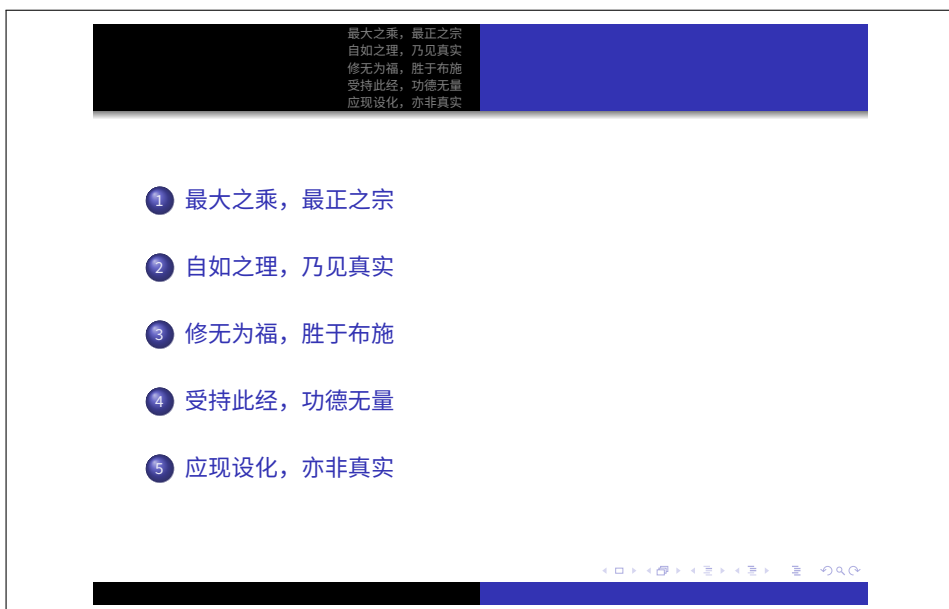 最大之乘，最正之宗
自如之理，乃见真实
修无为福，胜于布施
受持此经，功德无量
应现设化，亦非真实
1 最大之乘，最正之宗
2 自如之理，乃见真实
3 修无为福，胜于布施
4 受持此经，功德无量
5 应现设化，亦非真实